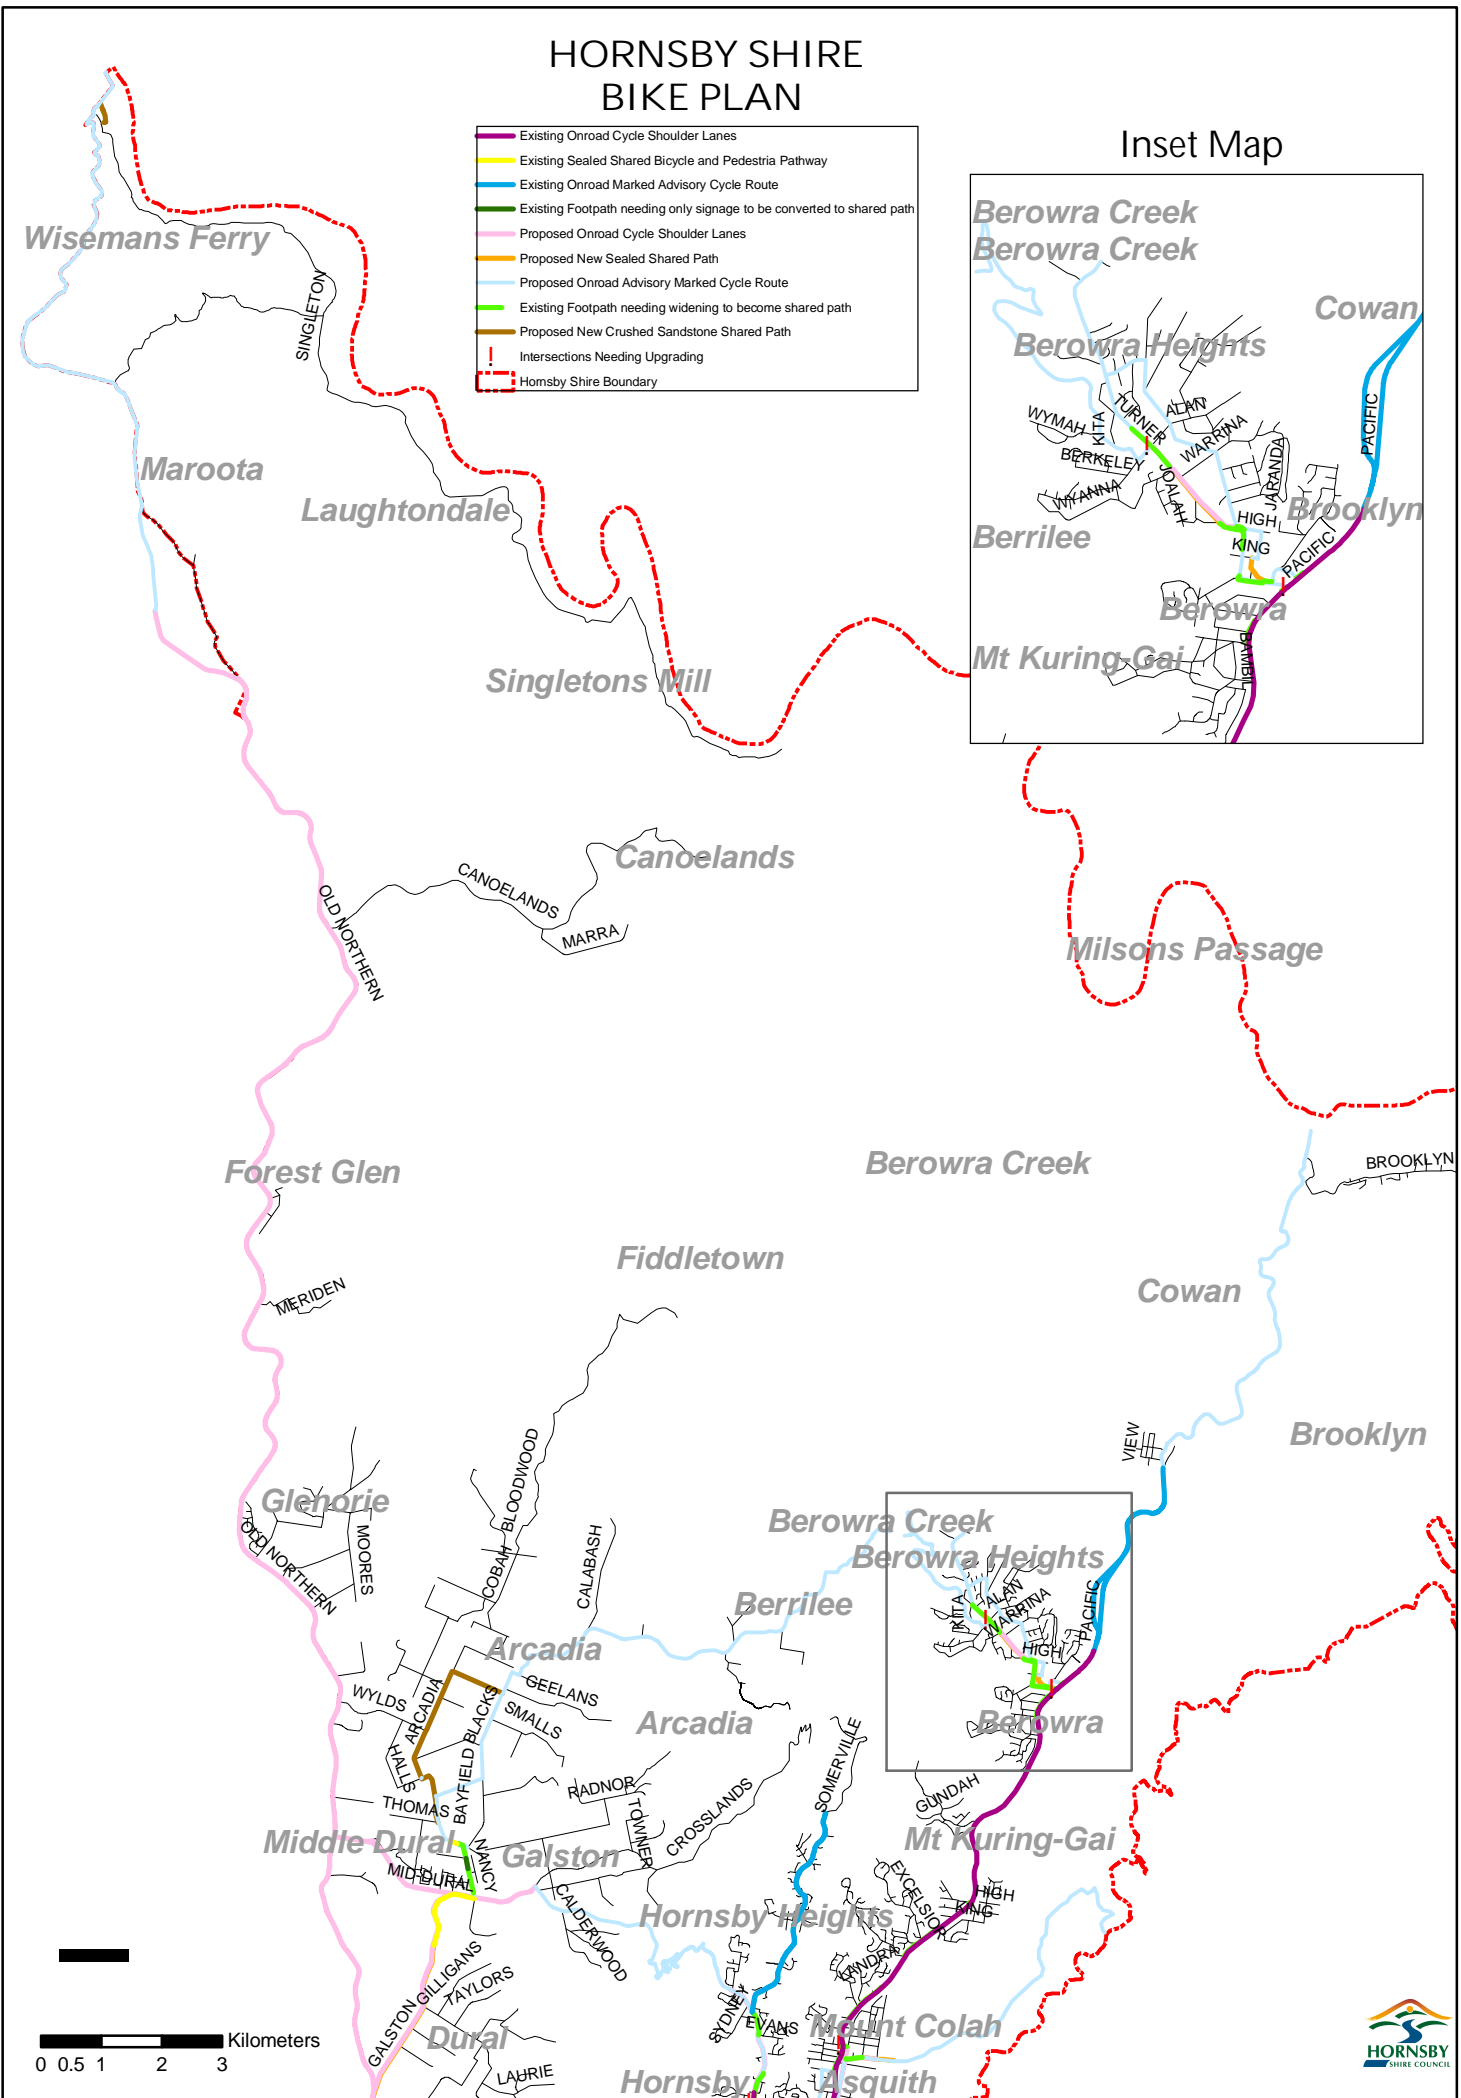 HORNSBY SHIRE
BIKE PLAN
Existing Onroad Cycle Shoulder Lanes
Existing Sealed Shared Bicycle and Pedestria Pathway
Existing Onroad Marked Advisory Cycle Route
Existing Footpath needing only signage to be converted to shared path
Proposed Onroad Cycle Shoulder Lanes
Proposed New Sealed Shared Path
Proposed Onroad Advisory Marked Cycle Route
Existing Footpath needing widening to become shared path
Proposed New Crushed Sandstone Shared Path
Intersections Needing Upgrading
Hornsby Shire Boundary
Inset Map
Berowra Creek
Berowra Creek
Cowan
Berowra Heights
TURNER
ALAN
KITA
WYMAH
WARRINA
PACIFIC
BERKELEY
JOALAH
JARANDA
WYANNA
Brooklyn
HIGH
Berrilee
KING
PACIFIC
Berowra
Mt Kuring-Gai
BAMBIL
Wisemans Ferry
SINGLETON
Maroota
Laughtondale
Singletons Mill
Canoelands
CANOELANDS
MARRA
OLD NORTHERN
Milsons Passage
Forest Glen
Berowra Creek
BROOKLYN
Fiddletown
Cowan
MERIDEN
VIEW
Brooklyn
Glenorie
OLD NORTHERN
MOORES
BLOODWOOD
COBAH
CALABASH
Berowra Creek
Berowra Heights
KITA
ALAN
WARRINA
PACIFIC
HIGH
Berrilee
Arcadia
GEELANS
WYLDS
ARCADIA
BLACKS
SMALLS
Arcadia
Berowra
HALLS
BAYFIELD
THOMAS
RADNOR
TOWNER
CROSSLANDS
SOMERVILLE
GUNDAH
Middle Dural
NANCY
Galston
Mt Kuring-Gai
MID-DURAL
CALDERWOOD
EXCELSIOR
HIGH
KING
Hornsby Heights
GILLIGANS
TAYLORS
LANDRA
GALSTON
Dural
SYDNEY
EVANS
Mount Colah
LAURIE
Hornsby
Asquith
Kilometers
0 0.5 1 2 3
HORNSBY
SHIRE COUNCIL